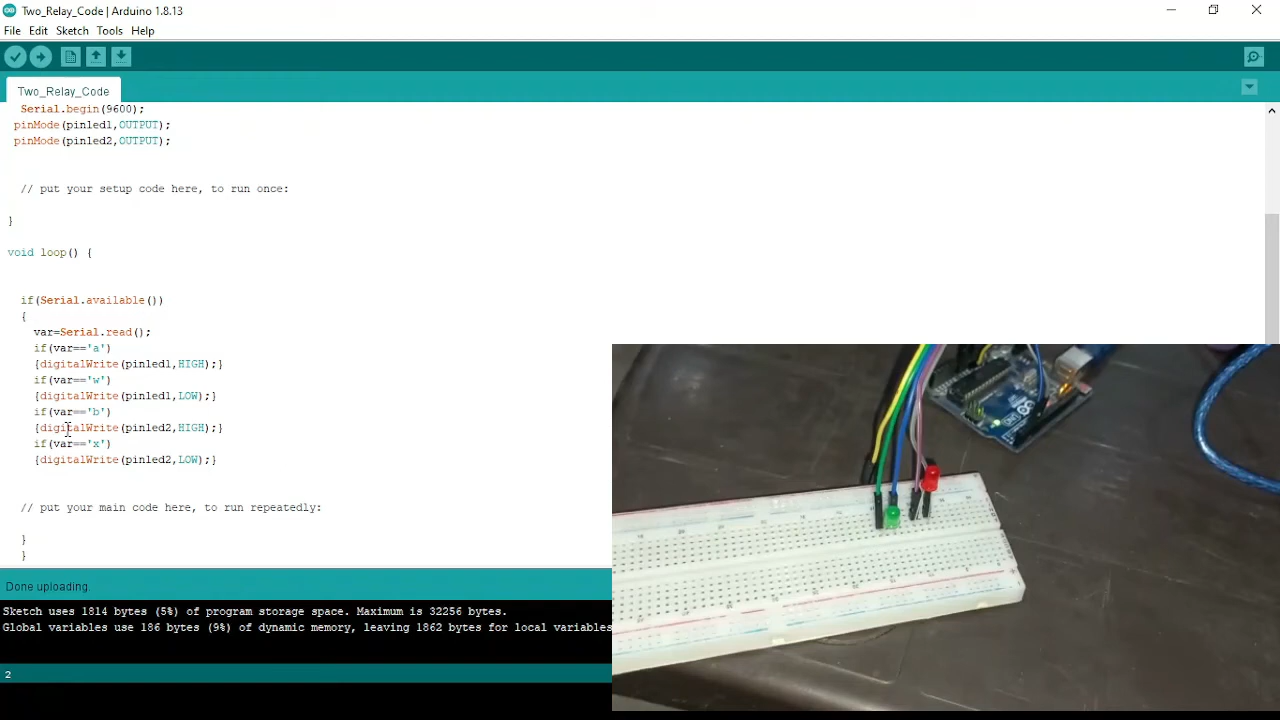 Two_Relay_Code | Arduino 1.8.13
File Edit Sketch Tools Help
Two_Relay_Code
Serial.begin(9600);
pinMode(pinled1,OUTPUT);
pinMode(pinled2,OUTPUT);
// put your setup code here, to run once:
}
void loop() {
if(Serial.available())
{
var=Serial.read();
if(var=='a')
{digitalWrite(pinled1,HIGH);}
if(var=='w')
{digitalWrite(pinled1,LOW);}
if(var=='b')
{digitalWrite(pinled2,HIGH);}
if(var=='x')
{digitalWrite(pinled2,LOW);}
// put your main code here, to run repeatedly:
}
}
Done uploading.
Sketch uses 1814 bytes (5%) of program storage space. Maximum is 32256 bytes.
Global variables use 186 bytes (9%) of dynamic memory, leaving 1862 bytes for local variables
2